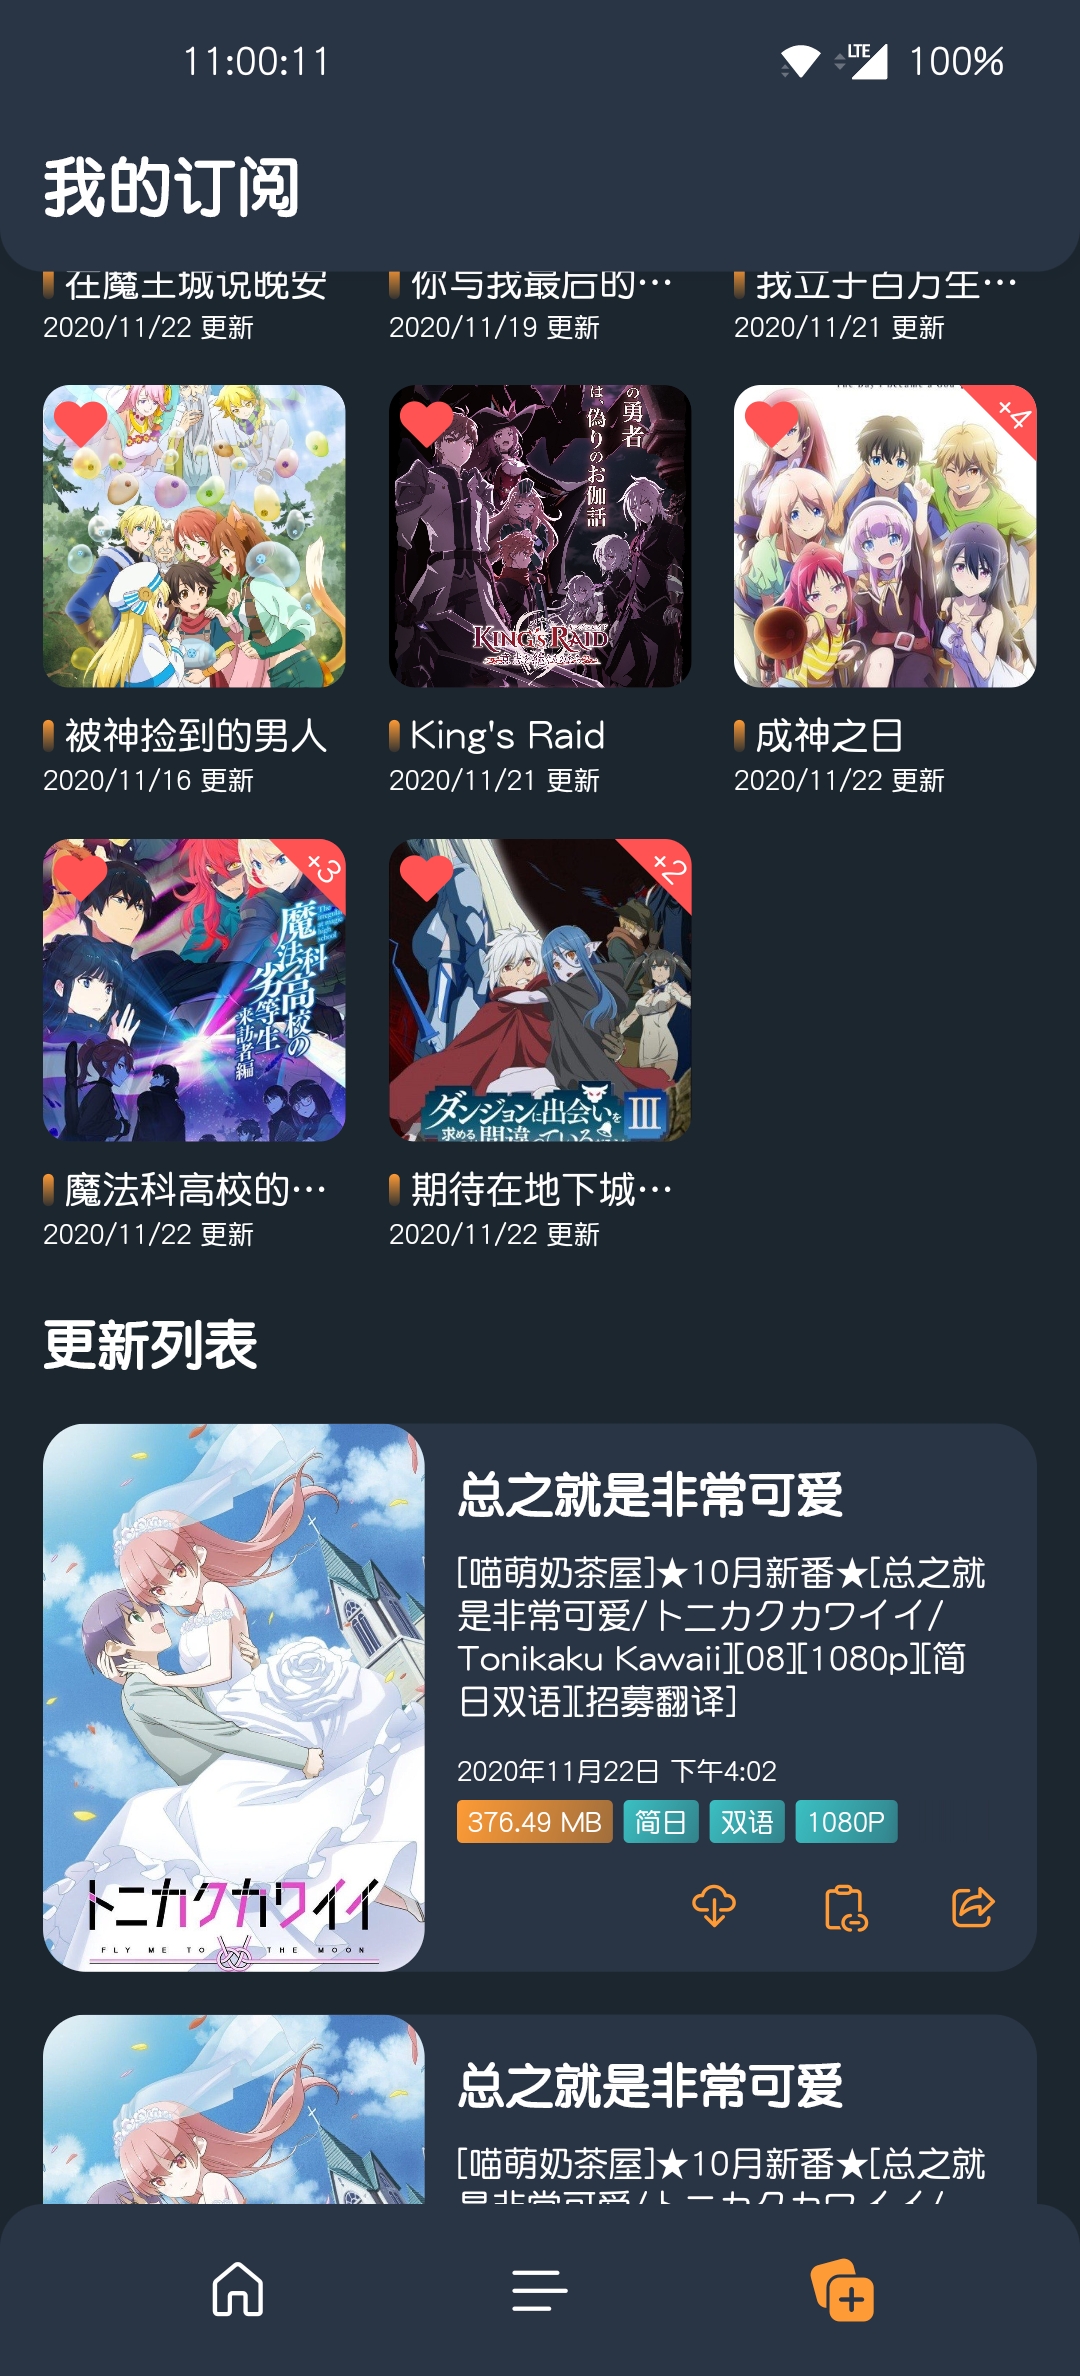 11:00:11
LTE 100%
我的订阅
在魔王城说晚安
你与我最后的…
我立于百万生…
2020/11/22 更新
2020/11/19 更新
2020/11/21 更新
の勇者
は、偽りのお伽話
KING'S RAID
+4
被神捡到的男人
King's Raid
成神之日
2020/11/16 更新
2020/11/21 更新
2020/11/22 更新
+3
魔法科高校の
劣等生
来訪者編
+2
ダンジョンに出会いを
求める間違っている
III
魔法科高校的…
期待在地下城…
2020/11/22 更新
2020/11/22 更新
更新列表
トニカクカワイイ
FLY ME TO THE MOON
总之就是非常可爱
[喵萌奶茶屋]★10月新番★[总之就
是非常可爱/トニカクカワイイ/
Tonikaku Kawaii][08][1080p][简
日双语][招募翻译]
2020年11月22日 下午4:02
376.49 MB 简日 双语 1080P
总之就是非常可爱
[喵萌奶茶屋]★10月新番★[总之就
是非常可爱/トニカクカワイイ/